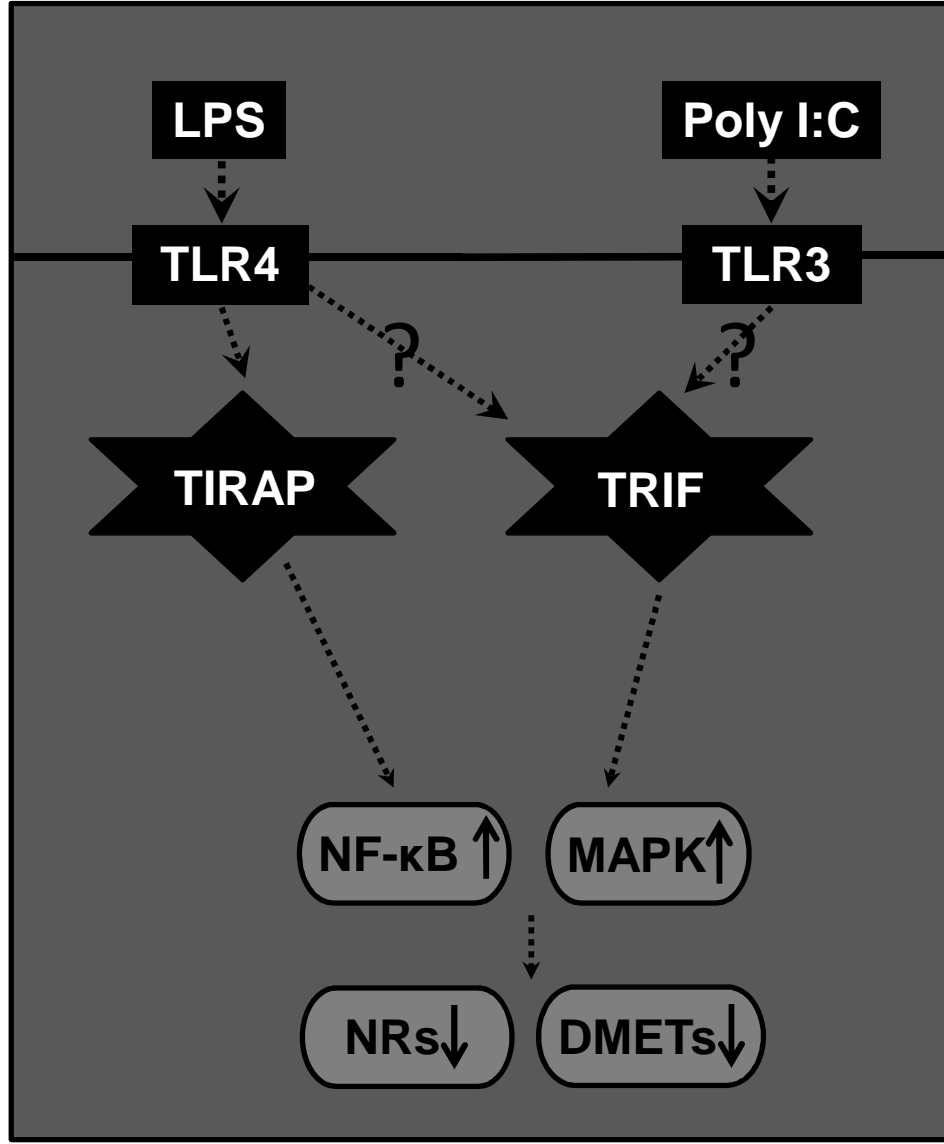 LPS
Poly I:C
TLR4
TLR3
?
?
TIRAP
TRIF
NF-κB ↑
MAPK↑
NRs↓
DMETs↓